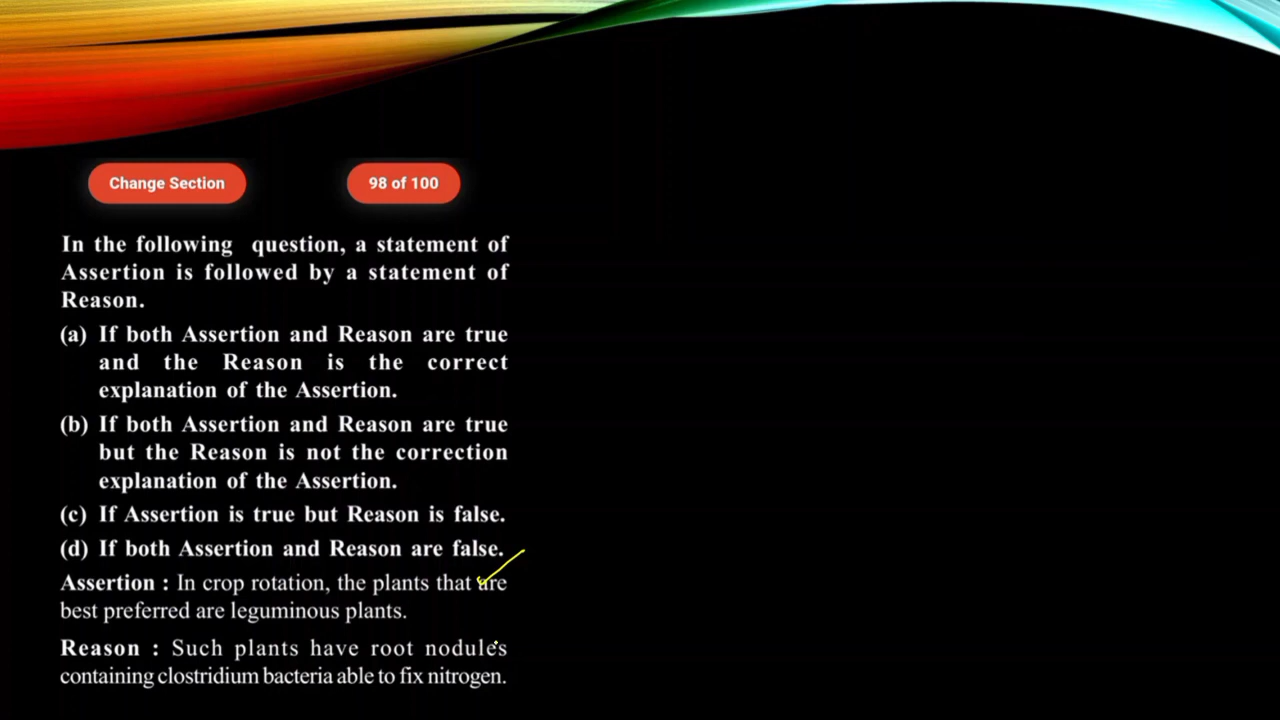 Change Section
98 of 100
In the following question, a statement of
Assertion is followed by a statement of
Reason.
(a) If both Assertion and Reason are true
and the Reason is the correct
explanation of the Assertion.
(b) If both Assertion and Reason are true
but the Reason is not the correction
explanation of the Assertion.
(c) If Assertion is true but Reason is false.
(d) If both Assertion and Reason are false.
Assertion : In crop rotation, the plants that are
best preferred are leguminous plants.
Reason : Such plants have root nodules
containing clostridium bacteria able to fix nitrogen.